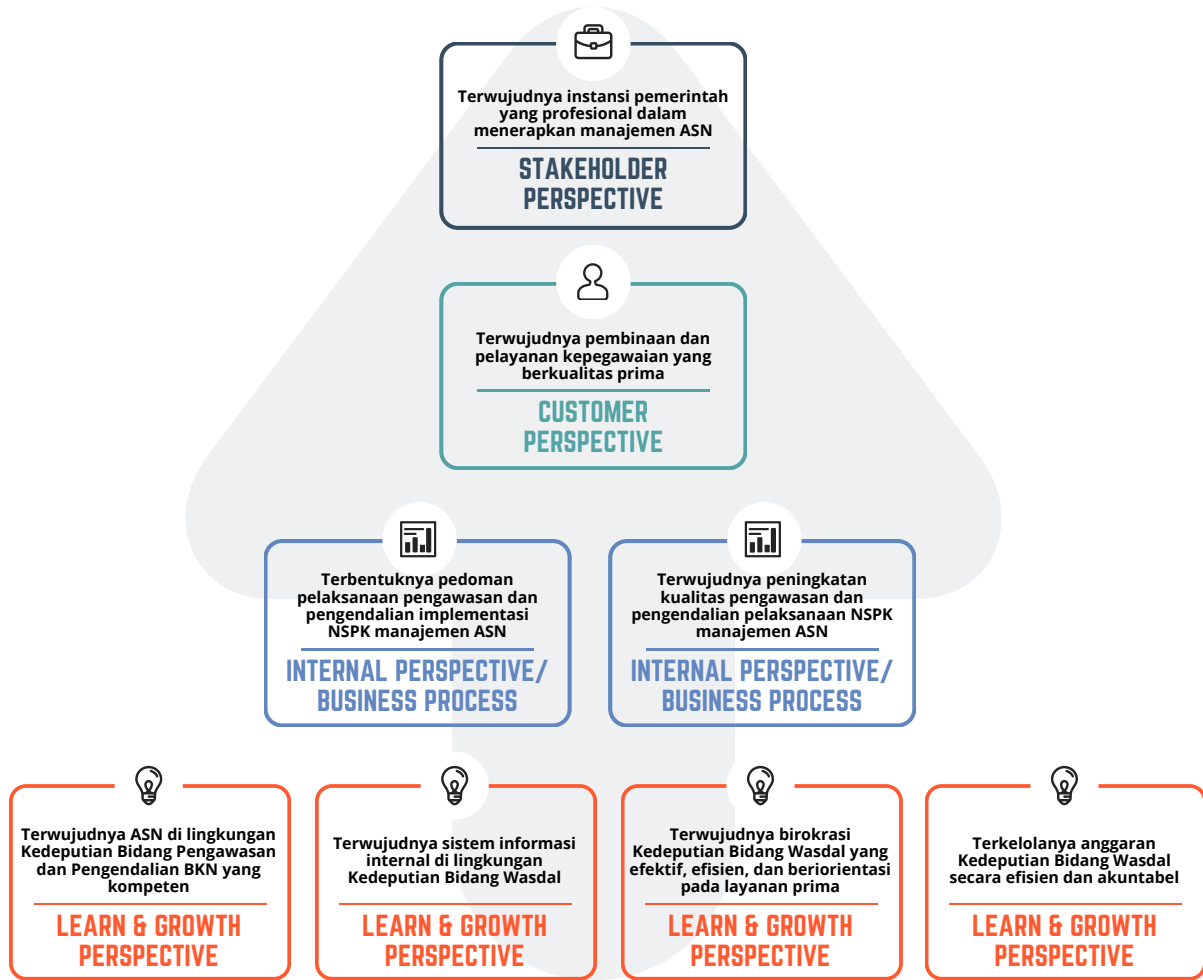 Terwujudnya instansi pemerintah
yang profesional dalam
menerapkan manajemen ASN
STAKEHOLDER
PERSPECTIVE
Terwujudnya pembinaan dan
pelayanan kepegawaian yang
berkualitas prima
CUSTOMER
PERSPECTIVE
Terbentuknya pedoman
pelaksanaan pengawasan dan
pengendalian implementasi
NSPK manajemen ASN
INTERNAL PERSPECTIVE/
BUSINESS PROCESS
Terwujudnya peningkatan
kualitas pengawasan dan
pengendalian pelaksanaan NSPK
manajemen ASN
INTERNAL PERSPECTIVE/
BUSINESS PROCESS
Terwujudnya ASN di lingkungan
Kedeputian Bidang Pengawasan
dan Pengendalian BKN yang
kompeten
LEARN & GROWTH
PERSPECTIVE
Terwujudnya sistem informasi
internal di lingkungan
Kedeputian Bidang Wasdal
LEARN & GROWTH
PERSPECTIVE
Terwujudnya birokrasi
Kedeputian Bidang Wasdal yang
efektif, efisien, dan beriorientasi
pada layanan prima
LEARN & GROWTH
PERSPECTIVE
Terkelolanya anggaran
Kedeputian Bidang Wasdal
secara efisien dan akuntabel
LEARN & GROWTH
PERSPECTIVE